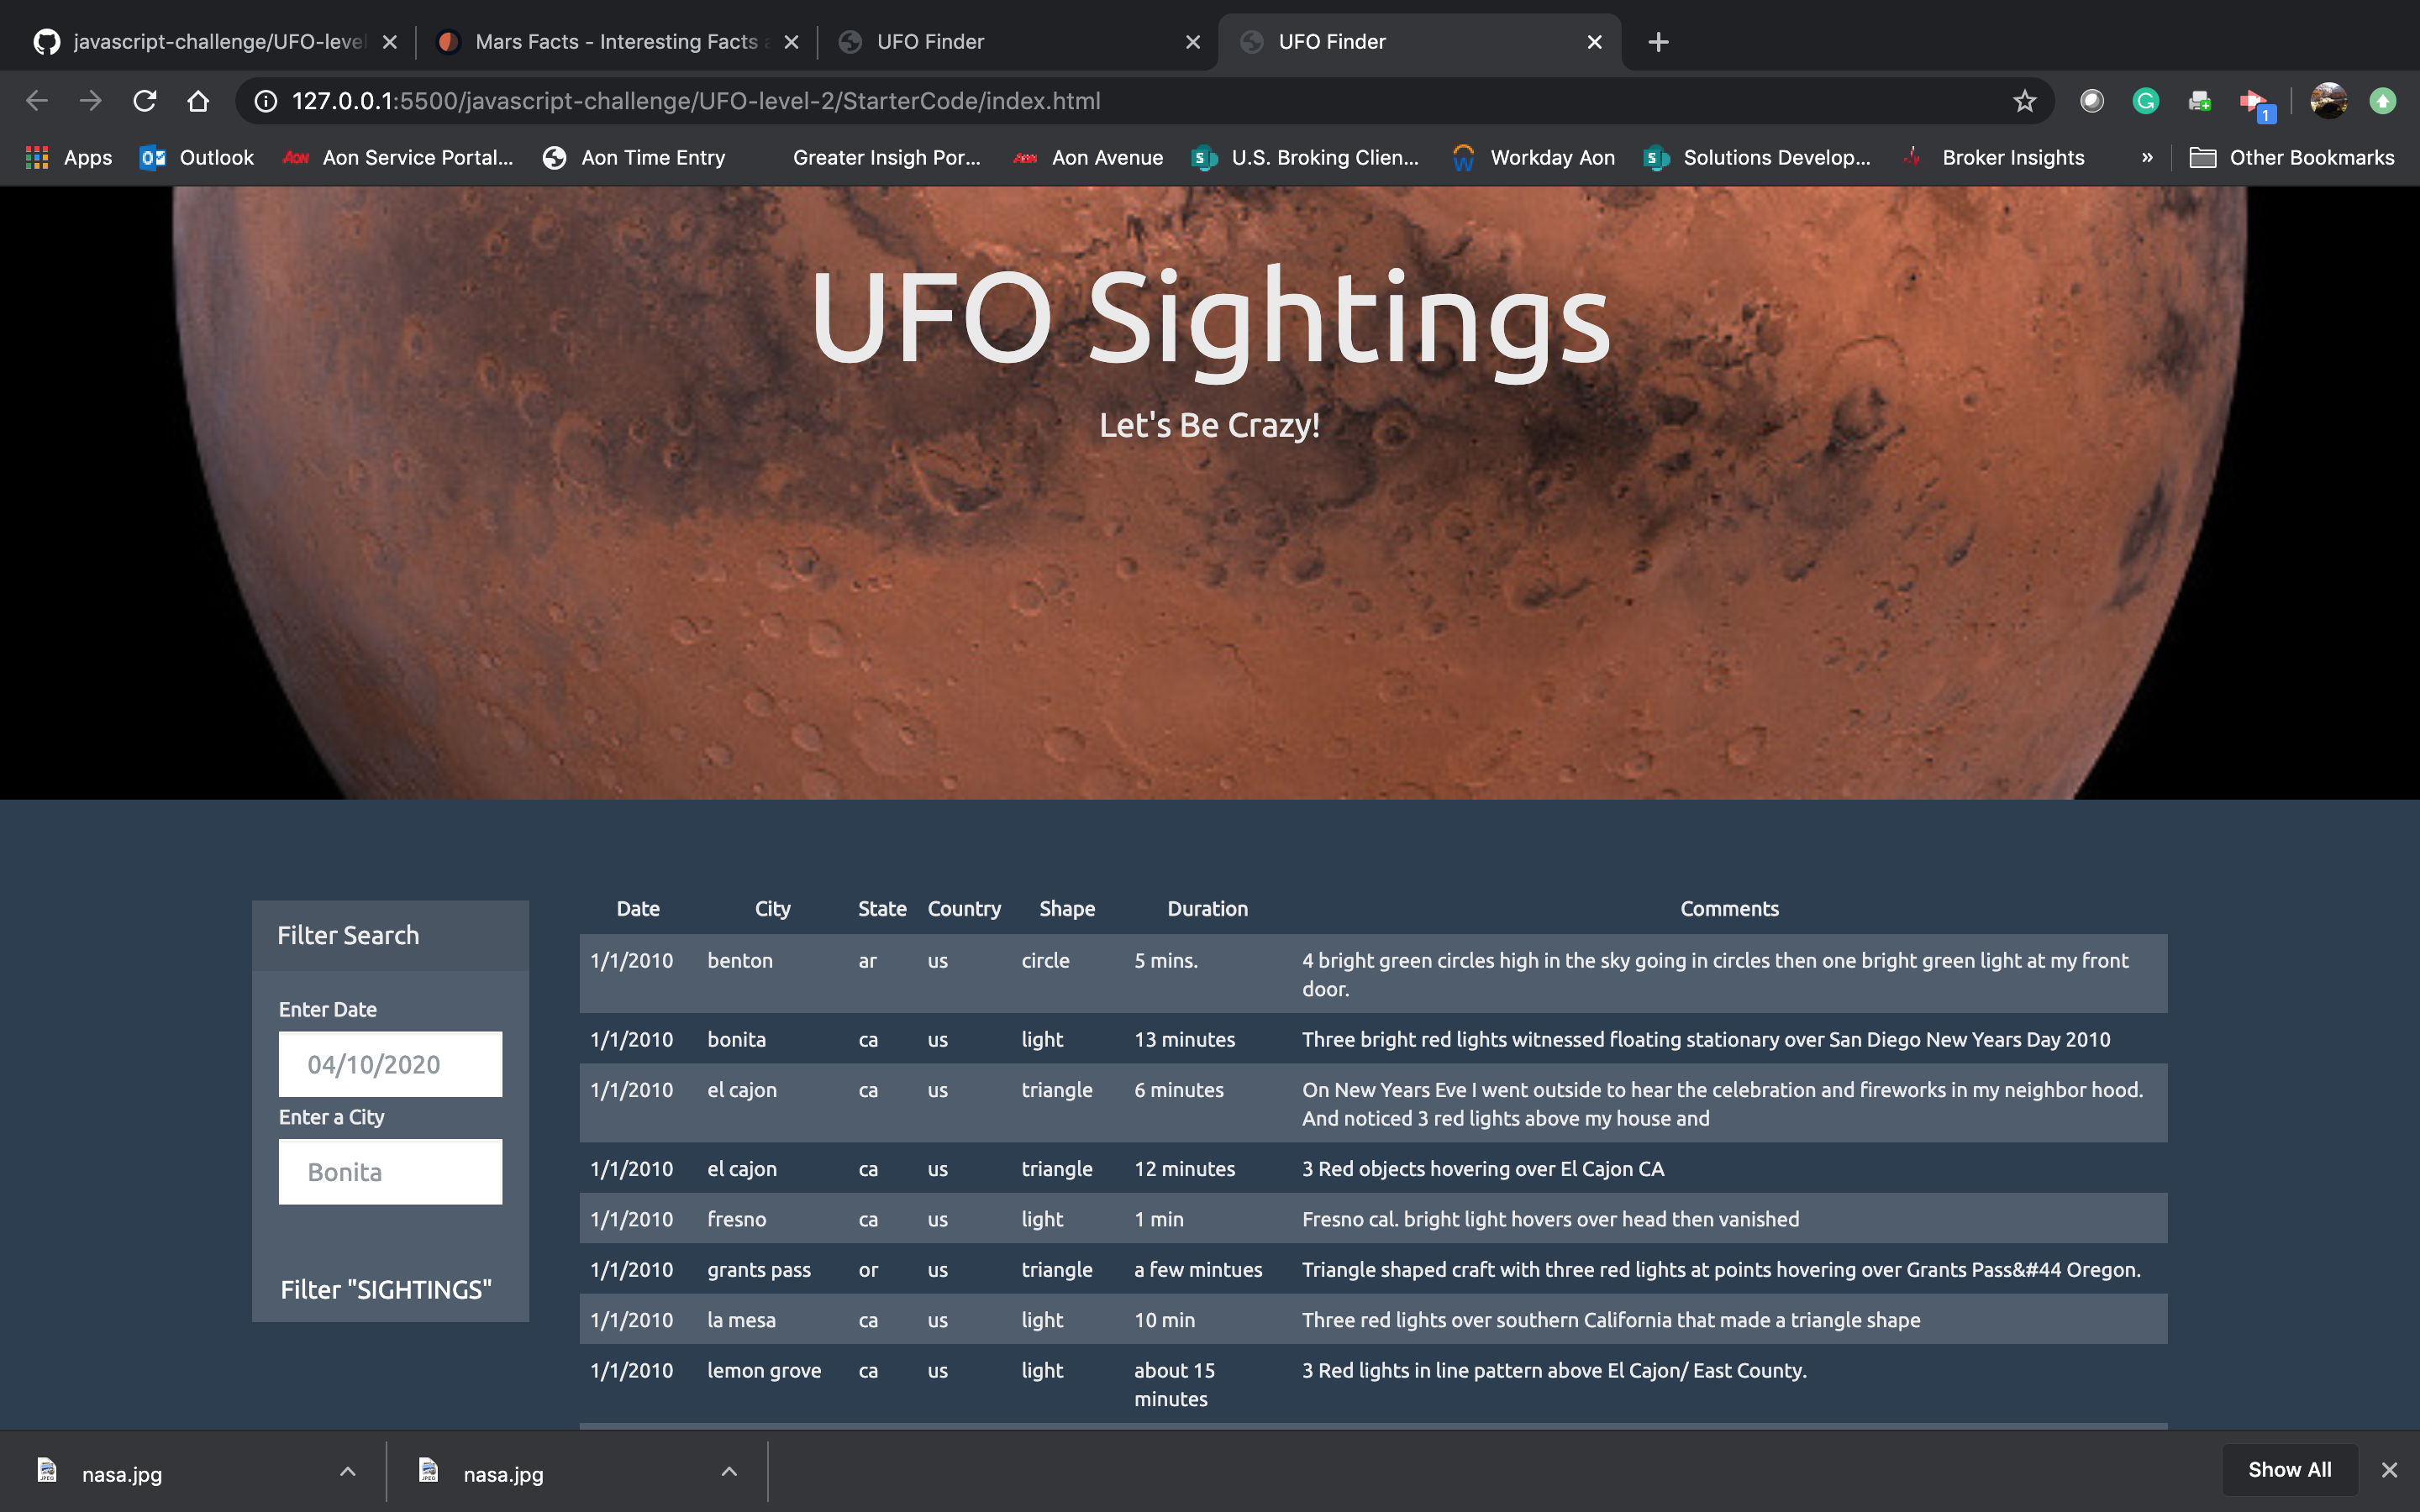 javascript-challenge/UFO-level
Mars Facts - Interesting Facts
UFO Finder
UFO Finder
127.0.0.1:5500/javascript-challenge/UFO-level-2/StarterCode/index.html
1
Apps
Outlook
AON
Aon Service Portal...
Aon Time Entry
Greater Insigh Por...
Aon Avenue
S
U.S. Broking Clien...
Workday Aon
S
Solutions Develop...
Broker Insights
»
Other Bookmarks
UFO Sightings
Let's Be Crazy!
Filter Search
Enter Date
04/10/2020
Enter a City
Bonita
Filter "SIGHTINGS"
Date City State Country Shape Duration Comments
1/1/2010 benton ar us circle 5 mins. 4 bright green circles high in the sky going in circles then one bright green light at my front
door.
1/1/2010 bonita ca us light 13 minutes Three bright red lights witnessed floating stationary over San Diego New Years Day 2010
1/1/2010 el cajon ca us triangle 6 minutes On New Years Eve I went outside to hear the celebration and fireworks in my neighbor hood.
And noticed 3 red lights above my house and
1/1/2010 el cajon ca us triangle 12 minutes 3 Red objects hovering over El Cajon CA
1/1/2010 fresno ca us light 1 min Fresno cal. bright light hovers over head then vanished
1/1/2010 grants pass or us triangle a few mintues Triangle shaped craft with three red lights at points hovering over Grants Pass&#44 Oregon.
1/1/2010 la mesa ca us light 10 min Three red lights over southern California that made a triangle shape
1/1/2010 lemon grove ca us light about 15 3 Red lights in line pattern above El Cajon/ East County.
minutes
nasa.jpg
nasa.jpg
Show All